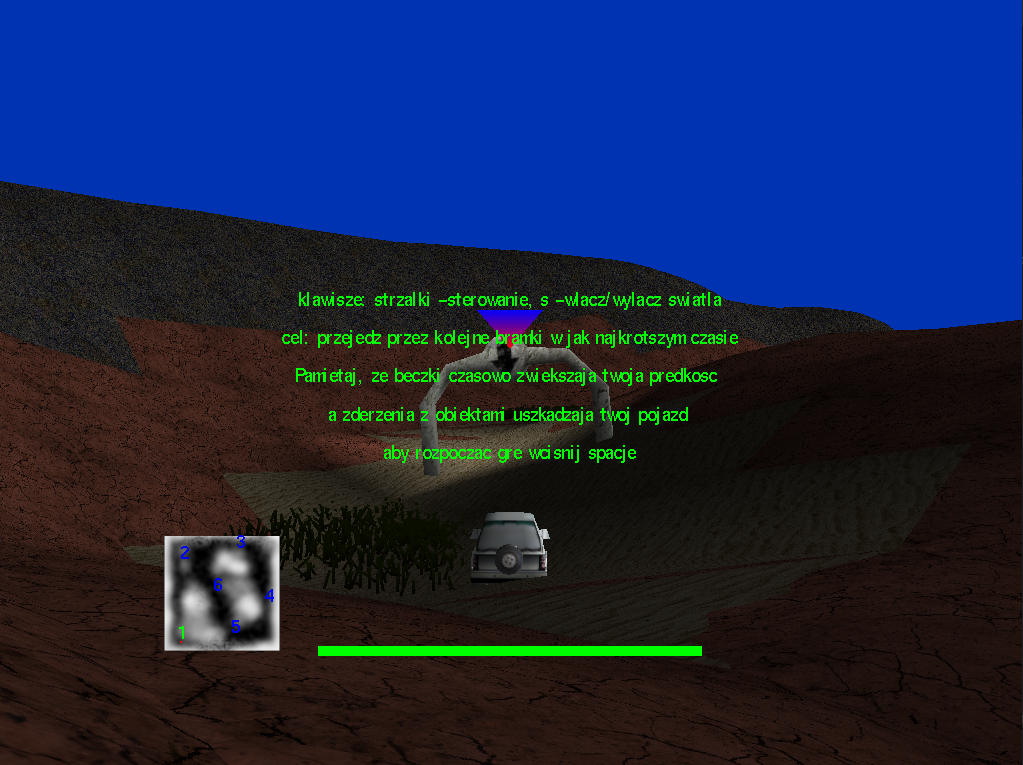 klawisze: strzalki -sterowanie, s -wlacz/wylacz swiatla
cel: przejedz przez kolejne bramki w jak najkrotszym czasie
Pamietaj, ze beczki czasowo zwiekszaja twoja predkosc
a zderzenia z obiektami uszkadzaja twoj pojazd
aby rozpoczac gre wcisnij spacje
3
2
6
4
5
1